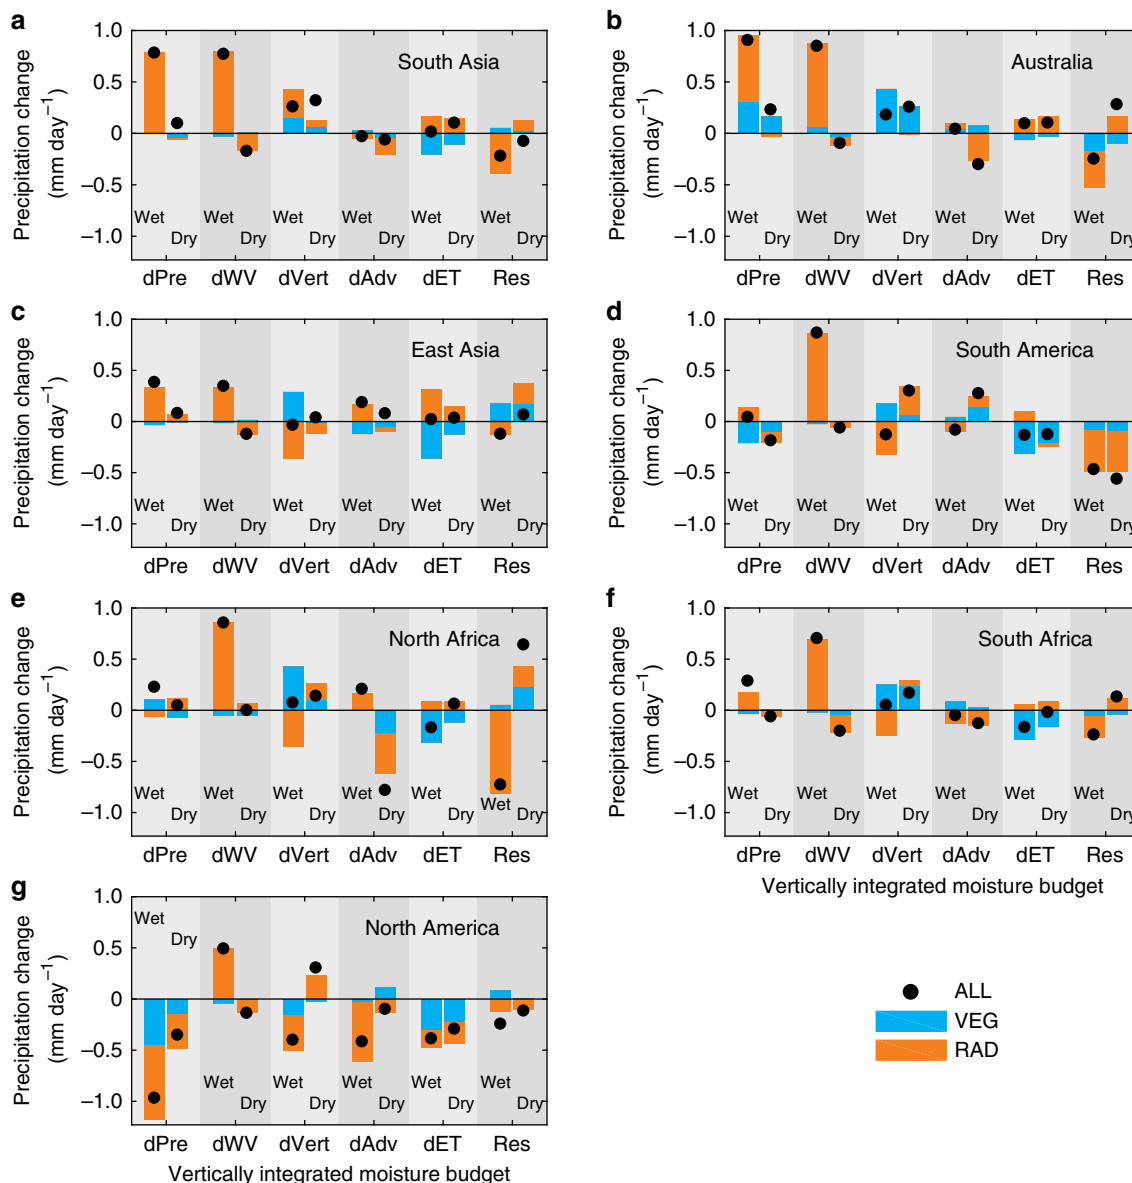 a
Precipitation change
(mm day−1)
1.0
0.5
0
−0.5
−1.0
South Asia
Wet Wet Wet Wet Wet Wet
Dry Dry Dry Dry Dry Dry
dPre dWV dVert dAdv dET Res
b
Precipitation change
(mm day−1)
1.0
0.5
0
−0.5
−1.0
Australia
Wet Wet Wet Wet Wet Wet
Dry Dry Dry Dry Dry Dry
dPre dWV dVert dAdv dET Res
c
Precipitation change
(mm day−1)
1.0
0.5
0
−0.5
−1.0
East Asia
Wet Wet Wet Wet Wet Wet
Dry Dry Dry Dry Dry Dry
dPre dWV dVert dAdv dET Res
d
Precipitation change
(mm day−1)
1.0
0.5
0
−0.5
−1.0
South America
Wet Wet Wet Wet Wet Wet
Dry Dry Dry Dry Dry Dry
dPre dWV dVert dAdv dET Res
e
Precipitation change
(mm day−1)
1.0
0.5
0
−0.5
−1.0
North Africa
Wet Wet Wet Wet Wet Wet
Dry Dry Dry Dry Dry Dry
dPre dWV dVert dAdv dET Res
f
Precipitation change
(mm day−1)
1.0
0.5
0
−0.5
−1.0
South Africa
Wet Wet Wet Wet Wet Wet
Dry Dry Dry Dry Dry Dry
dPre dWV dVert dAdv dET Res
Vertically integrated moisture budget
g
Precipitation change
(mm day−1)
1.0
0.5
0
−0.5
−1.0
North America
Wet
Dry
Wet Wet Wet Wet Wet
Dry Dry Dry Dry Dry
dPre dWV dVert dAdv dET Res
Vertically integrated moisture budget
ALL
VEG
RAD